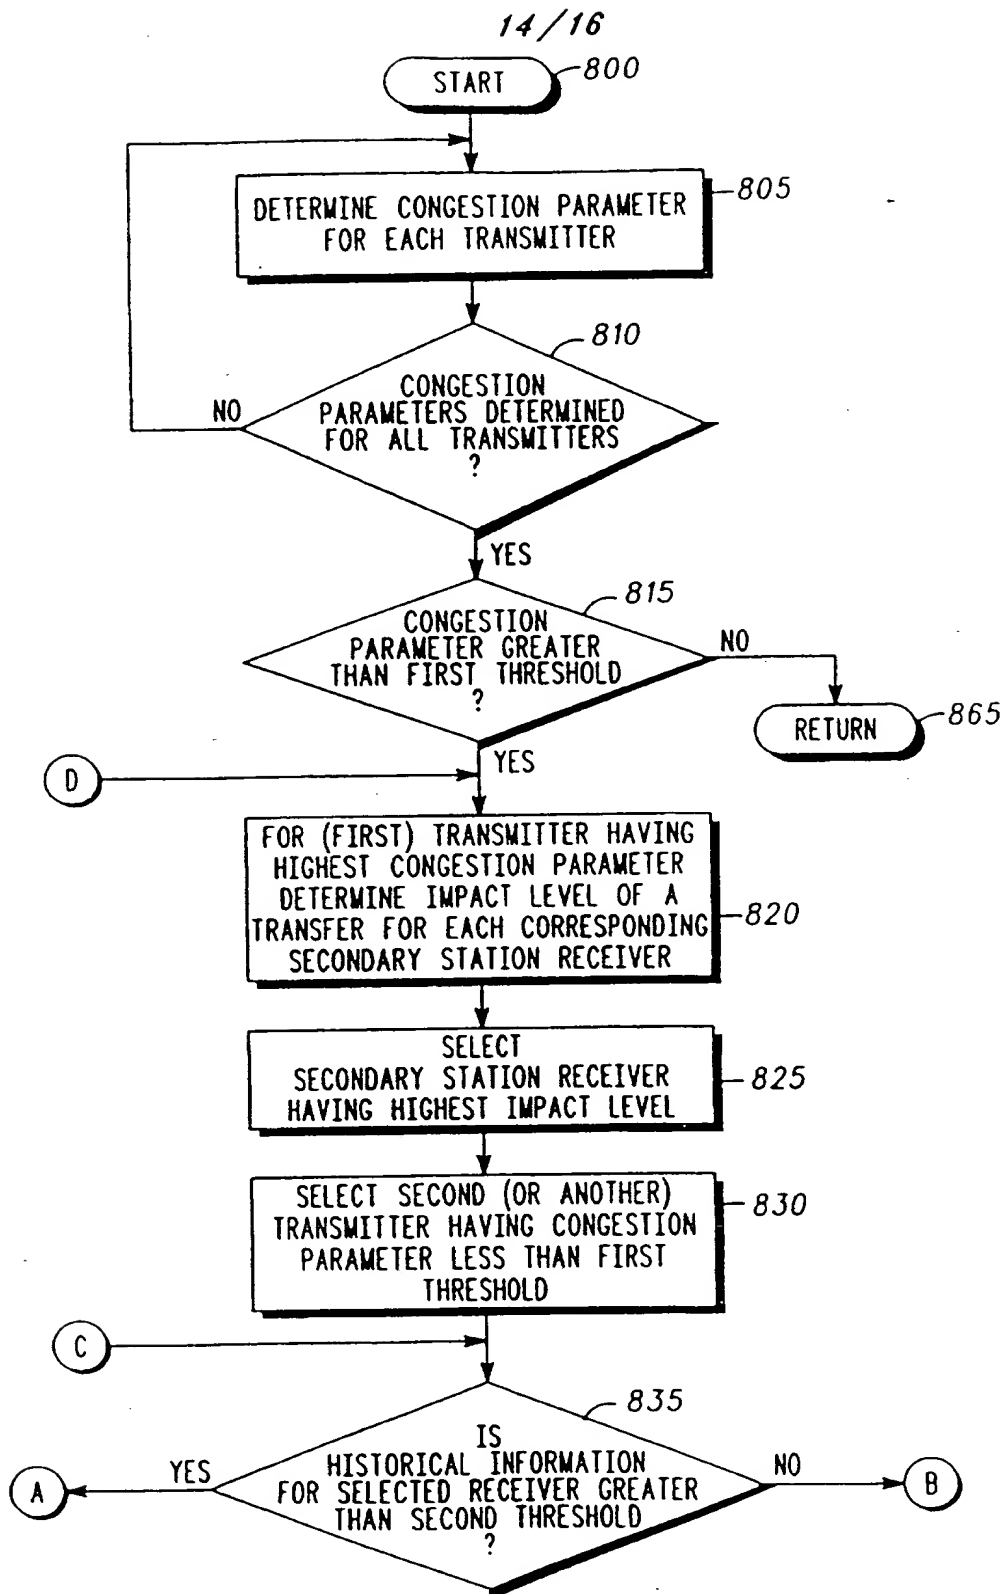 14/16
START
800
DETERMINE CONGESTION PARAMETER
FOR EACH TRANSMITTER
805
810
CONGESTION
PARAMETERS DETERMINED
FOR ALL TRANSMITTERS
?
NO
YES
815
CONGESTION
PARAMETER GREATER
THAN FIRST THRESHOLD
?
NO
RETURN
865
YES
D
FOR (FIRST) TRANSMITTER HAVING
HIGHEST CONGESTION PARAMETER
DETERMINE IMPACT LEVEL OF A
TRANSFER FOR EACH CORRESPONDING
SECONDARY STATION RECEIVER
820
SELECT
SECONDARY STATION RECEIVER
HAVING HIGHEST IMPACT LEVEL
825
SELECT SECOND (OR ANOTHER)
TRANSMITTER HAVING CONGESTION
PARAMETER LESS THAN FIRST
THRESHOLD
830
C
835
IS
HISTORICAL INFORMATION
FOR SELECTED RECEIVER GREATER
THAN SECOND THRESHOLD
?
YES
A
NO
B